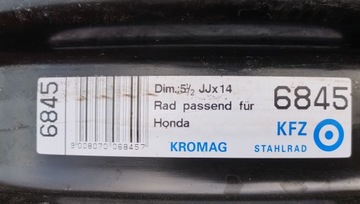 6845
9008070068457
Dim.:5½ JJx14
Rad passend für
Honda
KROMAG
6845
KFZ
STAHLRAD